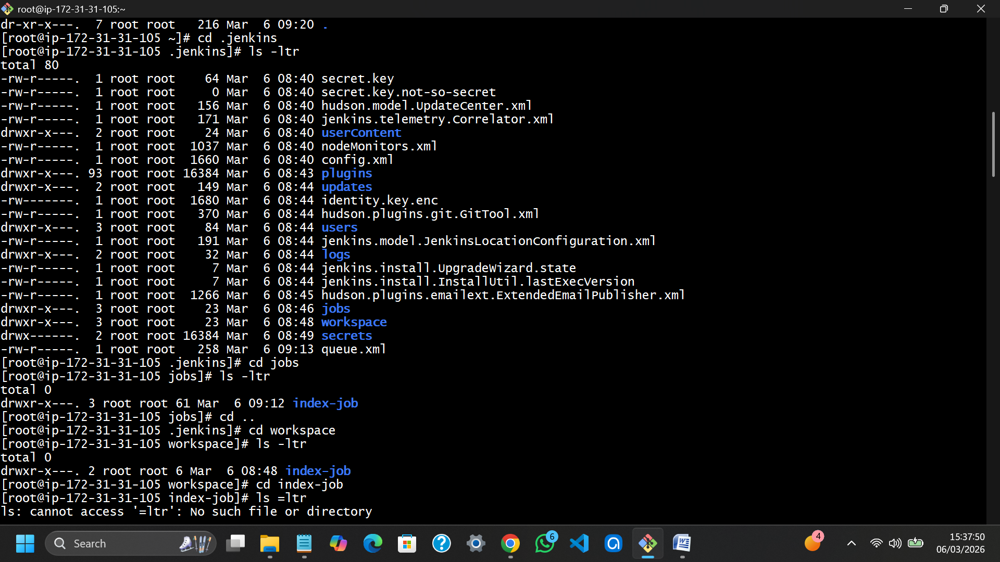 root@ip-172-31-31-105:~
dr-xr-x---.  7 root root   216 Mar  6 09:20 .
[root@ip-172-31-31-105 ~]# cd .jenkins
[root@ip-172-31-31-105 .jenkins]# ls -ltr
total 80
-rw-r-----.  1 root root    64 Mar  6 08:40 secret.key
-rw-r-----.  1 root root     0 Mar  6 08:40 secret.key.not-so-secret
-rw-r-----.  1 root root   156 Mar  6 08:40 hudson.model.UpdateCenter.xml
-rw-r-----.  1 root root   171 Mar  6 08:40 jenkins.telemetry.Correlator.xml
drwxr-x---.  2 root root    24 Mar  6 08:40 userContent
-rw-r-----.  1 root root  1037 Mar  6 08:40 nodeMonitors.xml
-rw-r-----.  1 root root  1660 Mar  6 08:40 config.xml
drwxr-x---. 93 root root 16384 Mar  6 08:43 plugins
drwxr-x---.  2 root root   149 Mar  6 08:44 updates
-rw-------.  1 root root  1680 Mar  6 08:44 identity.key.enc
-rw-r-----.  1 root root   370 Mar  6 08:44 hudson.plugins.git.GitTool.xml
drwxr-x---.  3 root root    84 Mar  6 08:44 users
-rw-r-----.  1 root root   191 Mar  6 08:44 jenkins.model.JenkinsLocationConfiguration.xml
drwxr-x---.  2 root root    32 Mar  6 08:44 logs
-rw-r-----.  1 root root     7 Mar  6 08:44 jenkins.install.UpgradeWizard.state
-rw-r-----.  1 root root     7 Mar  6 08:44 jenkins.install.InstallUtil.lastExecVersion
-rw-r-----.  1 root root  1266 Mar  6 08:45 hudson.plugins.emailext.ExtendedEmailPublisher.xml
drwxr-x---.  3 root root    23 Mar  6 08:46 jobs
drwxr-x---.  3 root root    23 Mar  6 08:48 workspace
drwx------.  2 root root 16384 Mar  6 08:49 secrets
-rw-r-----.  1 root root   258 Mar  6 09:13 queue.xml
[root@ip-172-31-31-105 .jenkins]# cd jobs
[root@ip-172-31-31-105 jobs]# ls -ltr
total 0
drwxr-x---. 3 root root 61 Mar  6 09:12 index-job
[root@ip-172-31-31-105 jobs]# cd ..
[root@ip-172-31-31-105 .jenkins]# cd workspace
[root@ip-172-31-31-105 workspace]# ls -ltr
total 0
drwxr-x---. 2 root root 6 Mar  6 08:48 index-job
[root@ip-172-31-31-105 workspace]# cd index-job
[root@ip-172-31-31-105 index-job]# ls =ltr
ls: cannot access '=ltr': No such file or directory
Search
6
4
15:37:50
06/03/2026